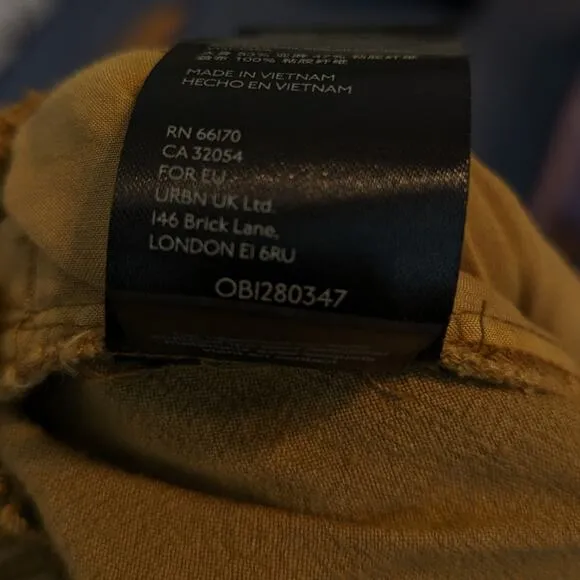 MADE IN VIETNAM
HECHO EN VIETNAM
RN 66170
CA 32054
FOR EU
URBN UK Ltd.
146 Brick Lane,
LONDON E1 6RU
OB1280347